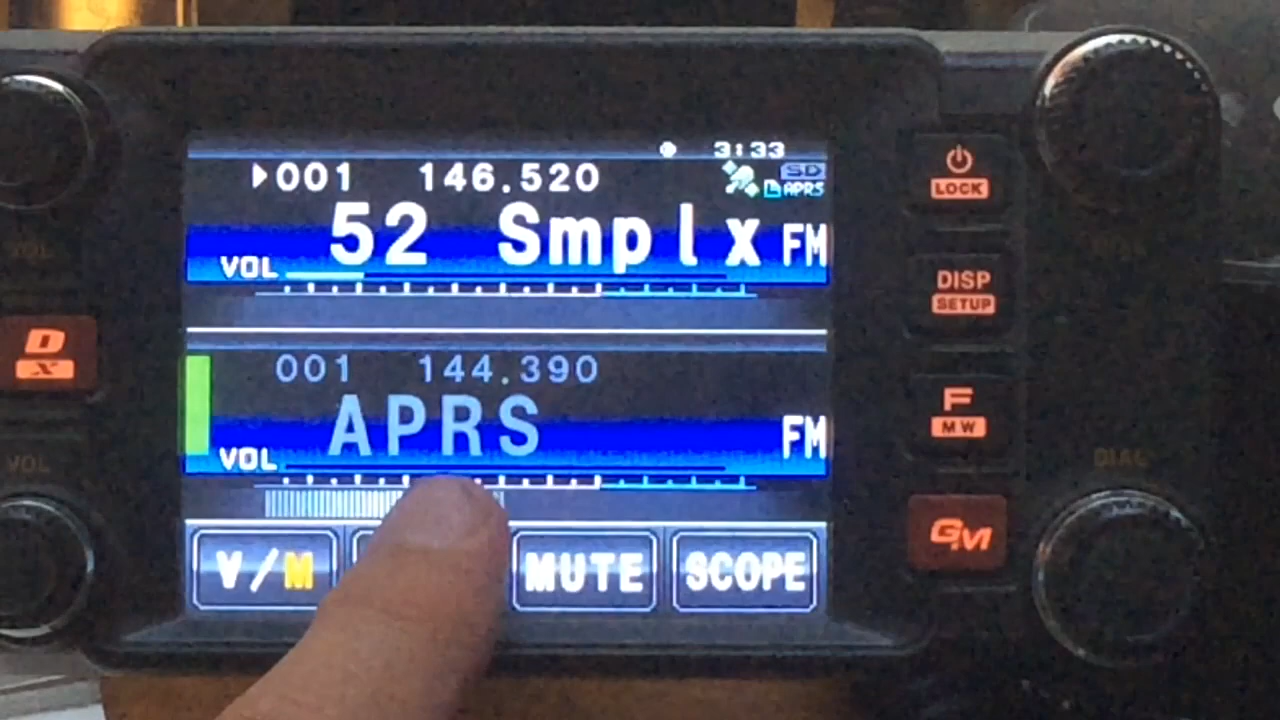 3:33
001 146.520
SD
APRS
52 Smplx FM
VOL
001 144.390
APRS FM
VOL
V/M MUTE SCOPE
LOCK
DISP
SETUP
F
MW
GM
DIAL
D
X
VOL
VOL